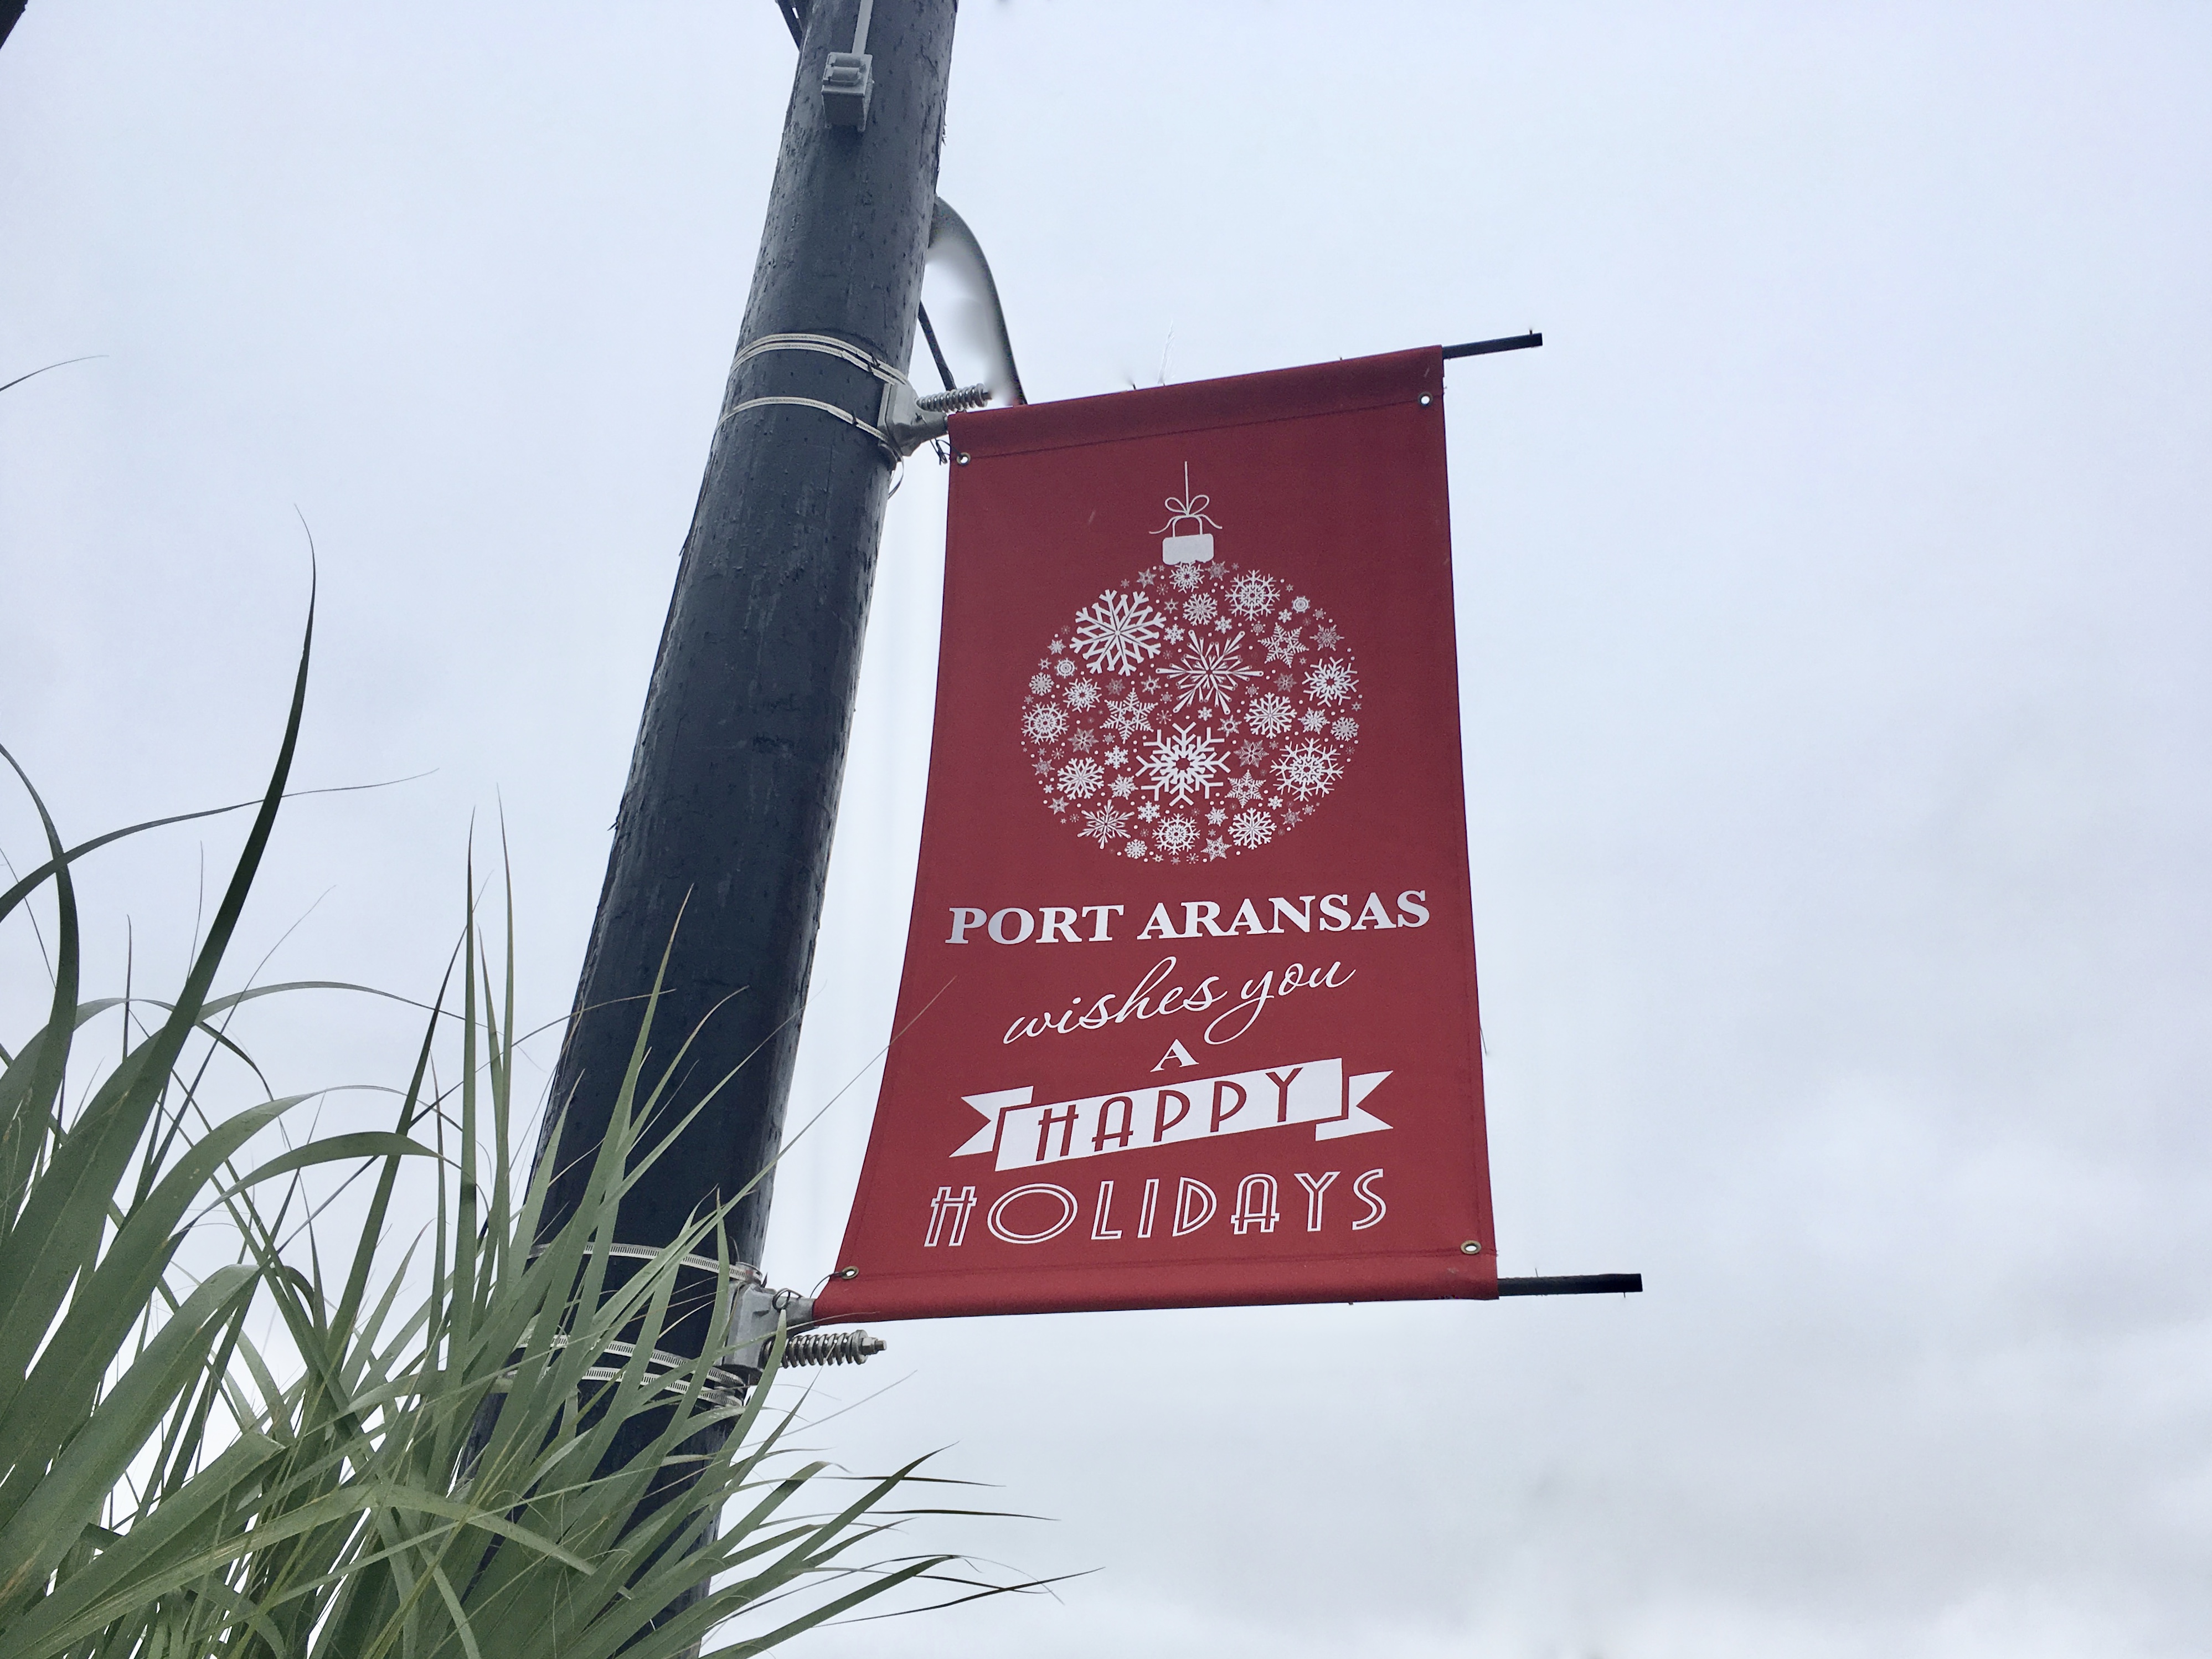 PORT ARANSAS
wishes you
A
HAPPY
HOLIDAYS